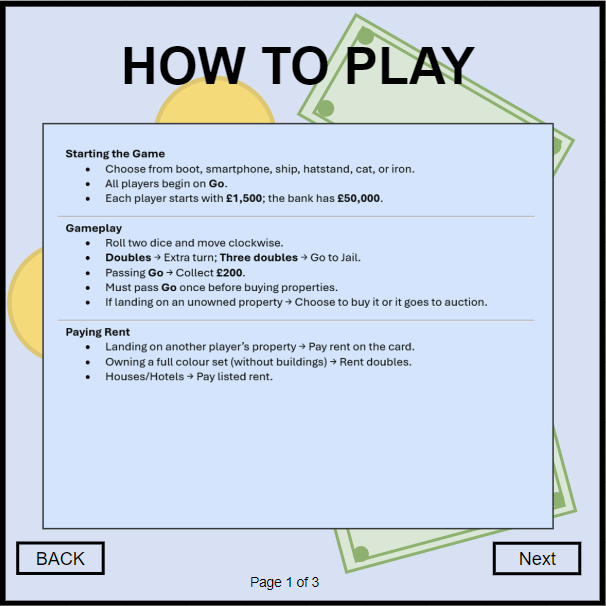 HOW TO PLAY
Starting the Game
• Choose from boot, smartphone, ship, hatstand, cat, or iron.
• All players begin on Go.
• Each player starts with £1,500; the bank has £50,000.
Gameplay
• Roll two dice and move clockwise.
• Doubles → Extra turn; Three doubles → Go to Jail.
• Passing Go → Collect £200.
• Must pass Go once before buying properties.
• If landing on an unowned property → Choose to buy it or it goes to auction.
Paying Rent
• Landing on another player’s property → Pay rent on the card.
• Owning a full colour set (without buildings) → Rent doubles.
• Houses/Hotels → Pay listed rent.
BACK
Next
Page 1 of 3